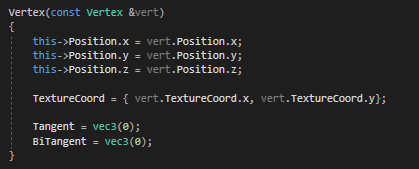 Vertex(const Vertex &vert)
{
this->Position.x = vert.Position.x;
this->Position.y = vert.Position.y;
this->Position.z = vert.Position.z;
TextureCoord = { vert.TextureCoord.x, vert.TextureCoord.y};
Tangent = vec3(0);
BiTangent = vec3(0);
}